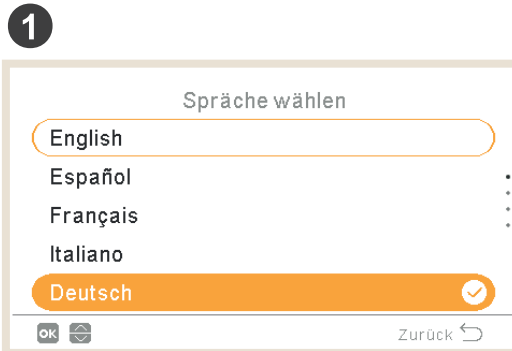 1
Spräche wählen
English
Español
Français
Italiano
Deutsch
OK Zurück